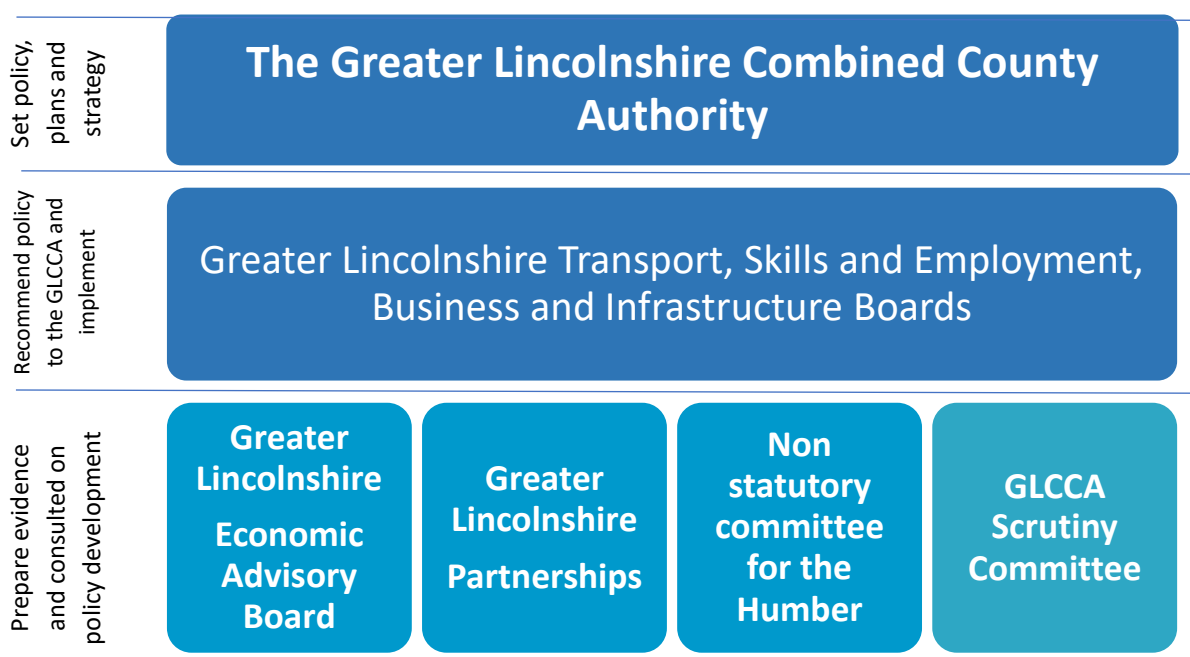 Set policy,
plans and
strategy
The Greater Lincolnshire Combined County
Authority
Recommend policy
to the GLCCA and
implement
Greater Lincolnshire Transport, Skills and Employment,
Business and Infrastructure Boards
Prepare evidence
and consulted on
policy development
Greater
Lincolnshire
Economic
Advisory
Board
Greater
Lincolnshire
Partnerships
Non
statutory
committee
for the
Humber
GLCCA
Scrutiny
Committee